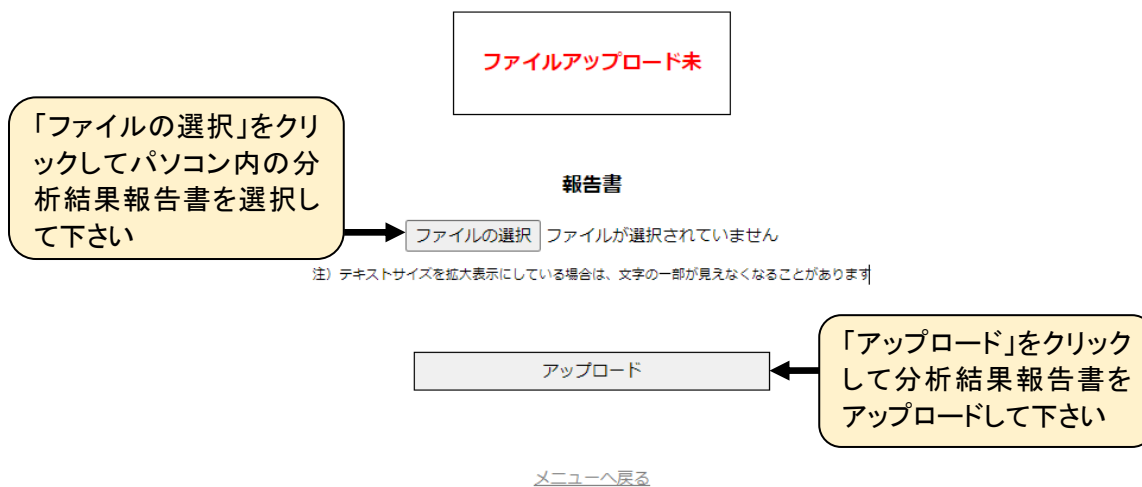 ファイルアップロード未
「ファイルの選択」をクリ
ックしてパソコン内の分
析結果報告書を選択し
て下さい
報告書
ファイルの選択 ファイルが選択されていません
注）テキストサイズを拡大表示にしている場合は、文字の一部が見えなくなることがあります
アップロード
「アップロード」をクリック
して分析結果報告書を
アップロードして下さい
メニューへ戻る